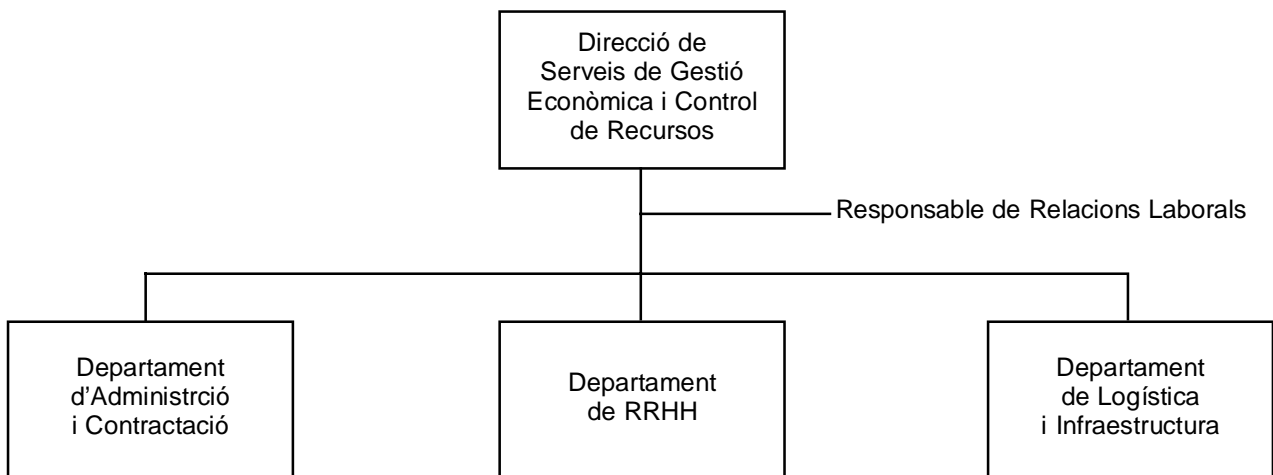 Direcció de
Serveis de Gestió
Econòmica i Control
de Recursos
Responsable de Relacions Laborals
Departament
d'Administrció
i Contractació
Departament
de RRHH
Departament
de Logística
i Infraestructura